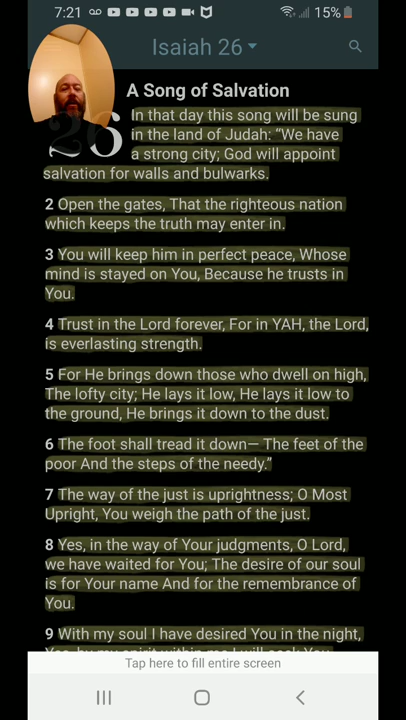 7:21 15%
Isaiah 26
A Song of Salvation
26 In that day this song will be sung
in the land of Judah: “We have
a strong city; God will appoint
salvation for walls and bulwarks.
2 Open the gates, That the righteous nation
which keeps the truth may enter in.
3 You will keep him in perfect peace, Whose
mind is stayed on You, Because he trusts in
You.
4 Trust in the Lord forever, For in YAH, the Lord,
is everlasting strength.
5 For He brings down those who dwell on high,
The lofty city; He lays it low, He lays it low to
the ground, He brings it down to the dust.
6 The foot shall tread it down— The feet of the
poor And the steps of the needy.”
7 The way of the just is uprightness; O Most
Upright, You weigh the path of the just.
8 Yes, in the way of Your judgments, O Lord,
we have waited for You; The desire of our soul
is for Your name And for the remembrance of
You.
9 With my soul I have desired You in the night,
Tap here to fill entire screen